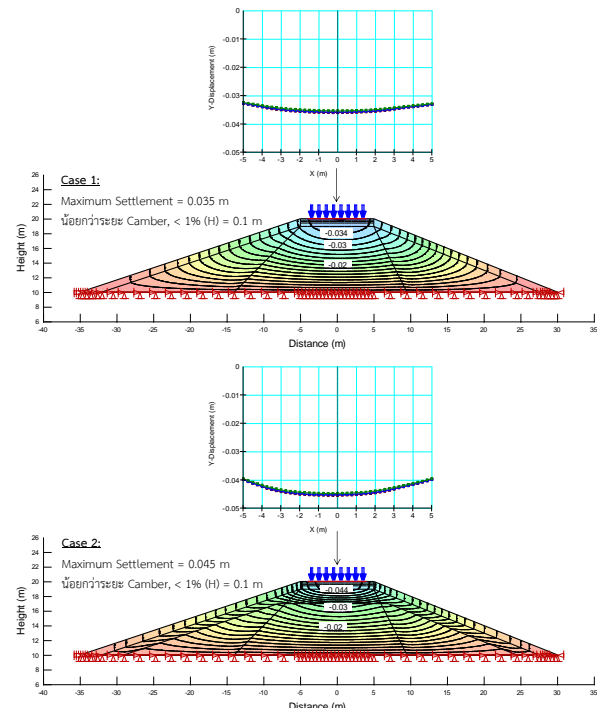 0
-0.01
-0.02
-0.03
-0.04
-0.05
Y-Displacement (m)
-5 -4 -3 -2 -1 0 1 2 3 4 5
X (m)
Case 1:
Maximum Settlement = 0.035 m
น้อยกว่าระยะ Camber, < 1% (H) = 0.1 m
26
24
22
20
18
16
14
12
10
8
6
Height (m)
-0.034
-0.03
-0.02
-40 -35 -30 -25 -20 -15 -10 -5 0 5 10 15 20 25 30 35
Distance (m)
0
-0.01
-0.02
-0.03
-0.04
-0.05
Y-Displacement (m)
-5 -4 -3 -2 -1 0 1 2 3 4 5
X (m)
Case 2:
Maximum Settlement = 0.045 m
น้อยกว่าระยะ Camber, < 1% (H) = 0.1 m
26
24
22
20
18
16
14
12
10
8
6
Height (m)
-0.044
-0.03
-0.02
-40 -35 -30 -25 -20 -15 -10 -5 0 5 10 15 20 25 30 35
Distance (m)